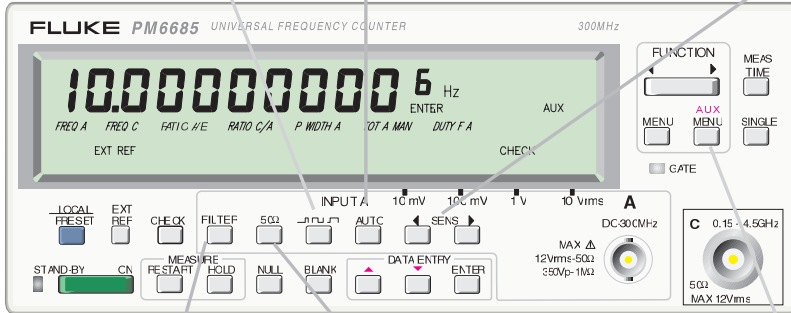 FLUKE PM6685 UNIVERSAL FREQUENCY COUNTER 300MHz
10.000000000 6 Hz
ENTER AUX
FREQ A FREQ C RATIO C/A P WIDTH A TOT A MAN DUTY F A
EXT REF CHECK
FUNCTION
MEAS
TIME
AUX
MENU MENU SINGLE
GATE
INPUT A 10 mV 100 mV 1 V 10 Vrms A
LOCAL
PRESET
EXT
REF
CHECK FILTER 50Ω AUTO SENS
DC-300MHz
MAX
12Vrms-50Ω
350Vp-1MΩ
C 0.15 - 4.5GHz
50Ω
MAX 12Vrms
STAND-BY ON
MEASURE
RESTART HOLD NULL BLANK
DATA ENTRY
ENTER